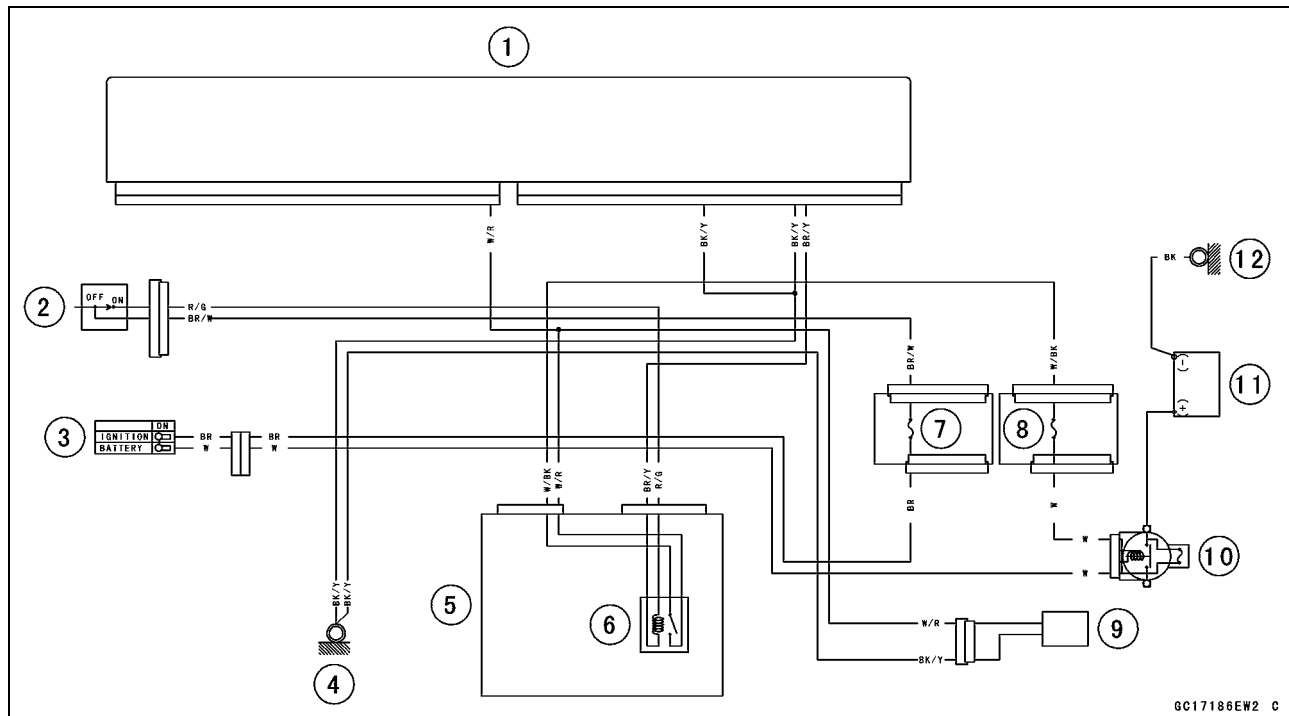 1
W/R
BK/Y
BK/Y
BR/Y
BK
12
2
OFF ON
R/G
BR/W
BR/W
W/BK
(-)
(+)
11
3
ON
IGNITION
BATTERY
BR
W
BR
W
7
8
W/BK
W/R
BR/Y
R/G
BR
W
W
10
W
5
6
BK/Y
BK/Y
W/R
BK/Y
9
4
GC17186EW2 C